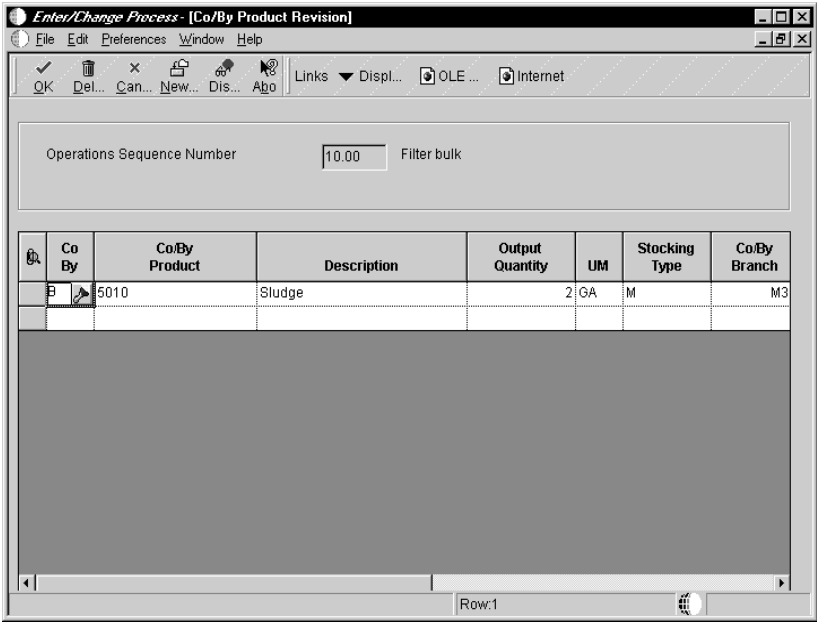 Enter/Change Process - [Co/By Product Revision]
File Edit Preferences Window Help
OK Del... Can... New... Dis... Abo Links Displ... OLE ... Internet
Operations Sequence Number 10.00 Filter bulk
Co By Co/By Product Description Output Quantity UM Stocking Type Co/By Branch
B 5010 Sludge 2 GA M M3
Row:1